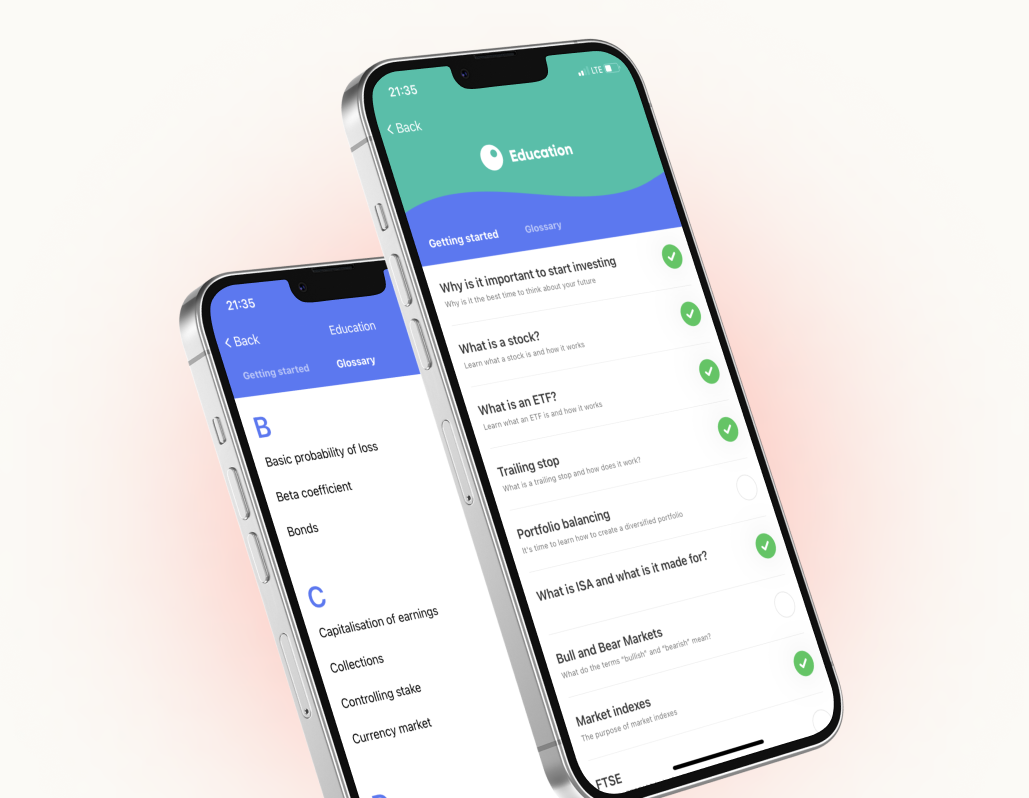 21:35
LTE
Back
Education
Getting started
Glossary
Why is it important to start investing
Why is it the best time to think about your future
What is a stock?
Learn what a stock is and how it works
What is an ETF?
Learn what an ETF is and how it works
Trailing stop
What is a trailing stop and how does it work?
Portfolio balancing
It's time to learn how to create a diversified portfolio
What is ISA and what is it made for?
Bull and Bear Markets
What do the terms "bullish" and "bearish" mean?
Market indexes
The purpose of market indexes
FTSE
21:35
Back
Education
Getting started
Glossary
B
Basic probability of loss
Beta coefficient
Bonds
C
Capitalisation of earnings
Collections
Controlling stake
Currency market